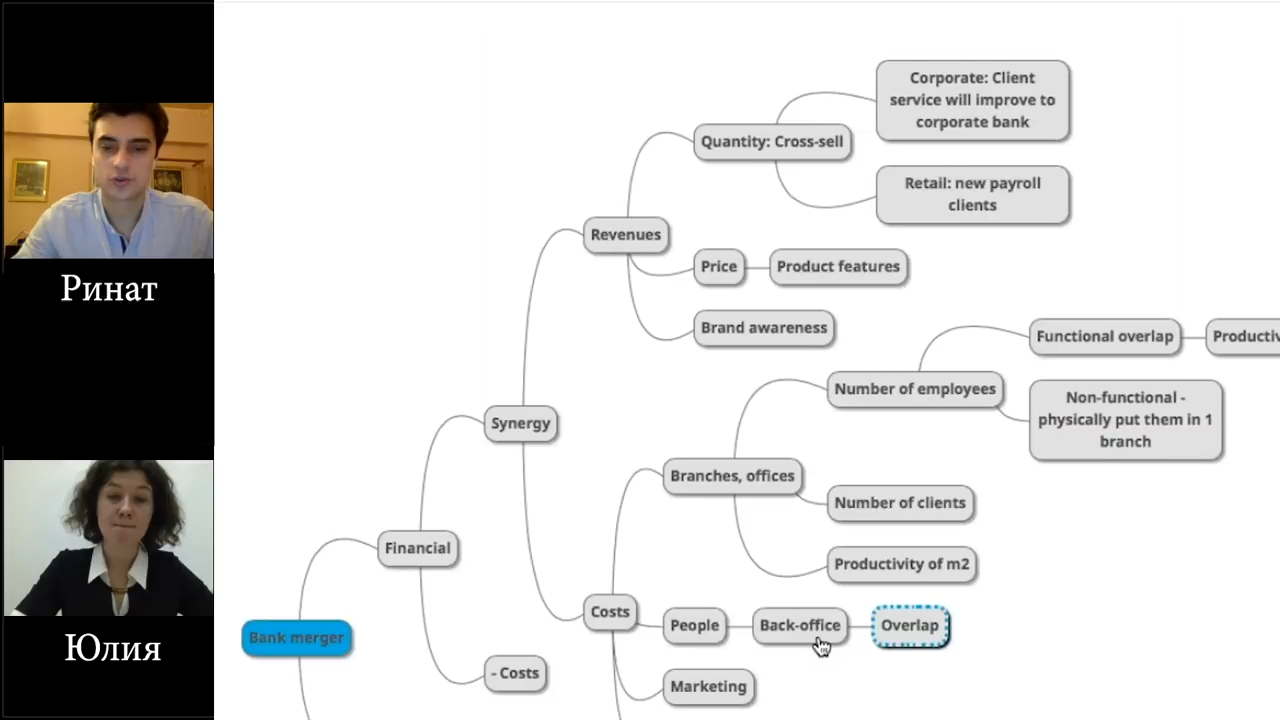 Ринат
Юлия
Corporate: Client
service will improve to
corporate bank
Quantity: Cross-sell
Retail: new payroll
clients
Revenues
Price
Product features
Brand awareness
Functional overlap
Productiv
Number of employees
Non-functional -
physically put them in 1
branch
Synergy
Branches, offices
Number of clients
Financial
Productivity of m2
Costs
People
Back-office
Overlap
Bank merger
- Costs
Marketing